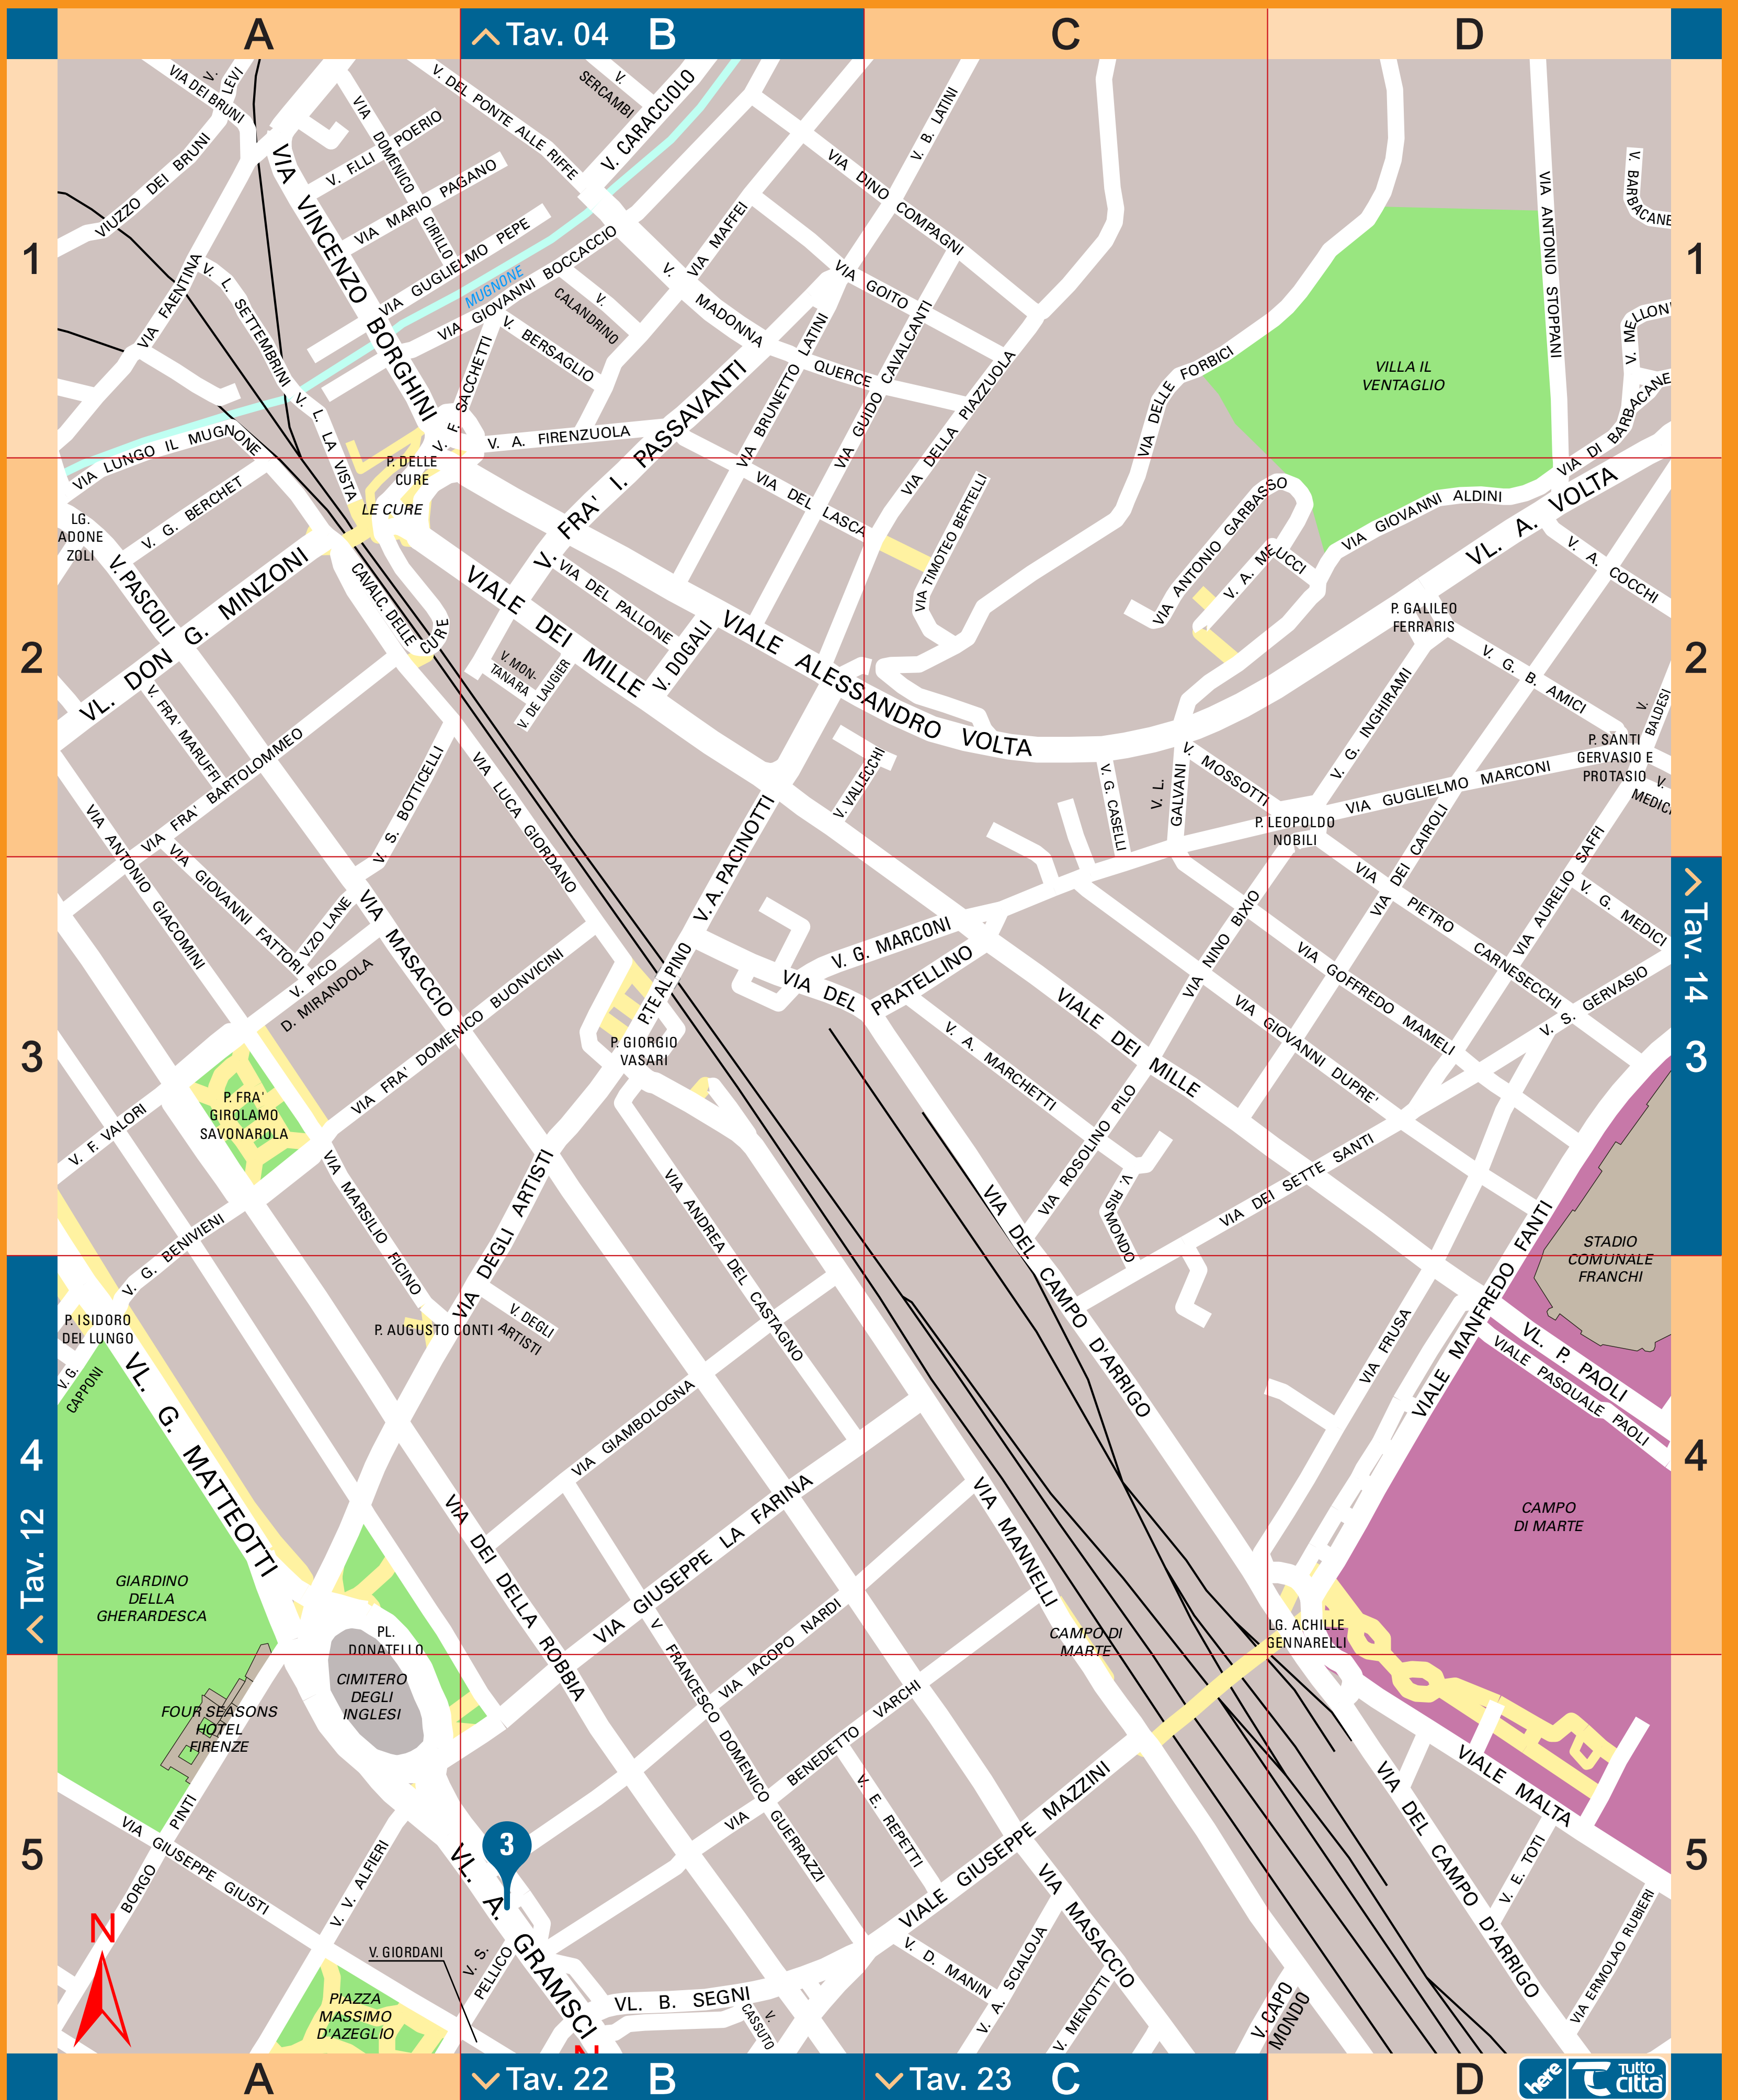 A
Tav. 04 B
C
D
1
VIA DEI BRUNI
V. LEVI
VIUZZO DEI BRUNI
VIA FAENTINA
V. L. SETTEMBRINI
VIA VINCENZO BORGHINI
VIA DOMENICO CIRILLO
V. F.LLI POERIO
VIA MARIO PAGANO
VIA GUGLIELMO PEPE
MUGNONE
VIA GIOVANNI BOCCACCIO
V. DEL PONTE ALLE RIFFE
V. SERCAMBI
V. CARACCIOLO
V. CALANDRINO
V. BERSAGLIO
V. F. SACCHETTI
V. A. FIRENZUOLA
VIA MAFFEI
V. MADONNA QUERCE
VIA DINO COMPAGNI
V. B. LATINI
VIA GOITO
VIA BRUNETTO LATINI
VIA GUIDO CAVALCANTI
VIA DELLA PIAZZUOLA
VIA DELLE FORBICI
VILLA IL
VENTAGLIO
VIA ANTONIO STOPPANI
V. BARBACANE
V. MELLONI
VIA DI BARBACANE
1
VIA LUNGO IL MUGNONE
V. L. LA VISTA
P. DELLE
CURE
LE CURE
2
LG.
ADONE
ZOLI
V. G. BERCHET
V. PASCOLI
VL. DON G. MINZONI
CAVALC. DELLE CURE
V. FRA' MARUFFI
VIA FRA' BARTOLOMMEO
V. S. BOTTICELLI
VIA ANTONIO GIACOMINI
VIA LUCA GIORDANO
V. FRA' I. PASSAVANTI
VIALE DEI MILLE
VIA DEL PALLONE
V. MON-
TANARA
V. DE LAUGIER
V. DOGALI
VIA DEL LASCA
VIALE ALESSANDRO VOLTA
VIA TIMOTEO BERTELLI
VIA ANTONIO GARBASSO
V. A. MEUCCI
VIA GIOVANNI ALDINI
VL. A. VOLTA
V. A. COCCHI
P. GALILEO
FERRARIS
V. G. B. AMICI
V. G. INGHIRAMI
V. BALDESI
P. SANTI
GERVASIO E
PROTASIO
V. MEDICI
VIA GUGLIELMO MARCONI
V. VALLECCHI
V. G. CASELLI
V. L. GALVANI
V. MOSSOTTI
P. LEOPOLDO
NOBILI
2
3
VIA GIOVANNI FATTORI
VZO LANE
V. PICO
D. MIRANDOLA
VIA MASACCIO
VIA FRA' DOMENICO BUONVICINI
P. FRA'
GIROLAMO
SAVONAROLA
V. F. VALORI
V. G. BENIVIENI
VIA MARSILIO FICINO
V. A. PACINOTTI
P.TE AL PINO
P. GIORGIO
VASARI
V. G. MARCONI
VIA DEL PRATELLINO
VIALE DEI MILLE
V. A. MARCHETTI
VIA NINO BIXIO
VIA ROSOLINO PILO
V. RISMONDO
VIA DEI SETTE SANTI
VIA GIOVANNI DUPRE'
VIA GOFFREDO MAMELI
VIA PIETRO CARNESECCHI
VIA DEI CAIROLI
VIA AURELIO SAFFI
V. G. MEDICI
V. S. GERVASIO
STADIO
COMUNALE
FRANCHI
Tav. 14
3
VIA DEGLI ARTISTI
VIA ANDREA DEL CASTAGNO
VIA DEL CAMPO D'ARRIGO
VIALE MANFREDO FANTI
4
Tav. 12
P. ISIDORO
DEL LUNGO
V. G.
CAPPONI
VL. G. MATTEOTTI
P. AUGUSTO CONTI
V. DEGLI
ARTISTI
GIARDINO
DELLA
GHERARDESCA
VIA GIAMBOLOGNA
VIA GIUSEPPE LA FARINA
VIA DEI DELLA ROBBIA
VIA MANNELLI
VIA FRUSA
VL. P. PAOLI
VIALE PASQUALE PAOLI
CAMPO
DI MARTE
4
PL.
DONATELLO
V. FRANCESCO DOMENICO GUERRAZZI
VIA IACOPO NARDI
CAMPO DI
MARTE
LG. ACHILLE
GENNARELLI
5
CIMITERO
DEGLI
INGLESI
FOUR SEASONS
HOTEL
FIRENZE
VIA BENEDETTO VARCHI
V. E. REPETTI
VIALE GIUSEPPE MAZZINI
VIALE MALTA
VIA DEL CAMPO D'ARRIGO
V. E. TOTI
VIA ERMOLAO RUBIERI
5
VIA GIUSEPPE GIUSTI
BORGO PINTI
V. V. ALFIERI
3
VL. A. GRAMSCI
V. GIORDANI
V. S.
PELLICO
VL. B. SEGNI
V. CASSUTO
V. D. MANIN
V. A. SCIALOJA
V. MENOTTI
VIA MASACCIO
V. CAPO
MONDO
PIAZZA
MASSIMO
D'AZEGLIO
N
A
Tav. 22 B
Tav. 23 C
D
here
TUTTO
Città